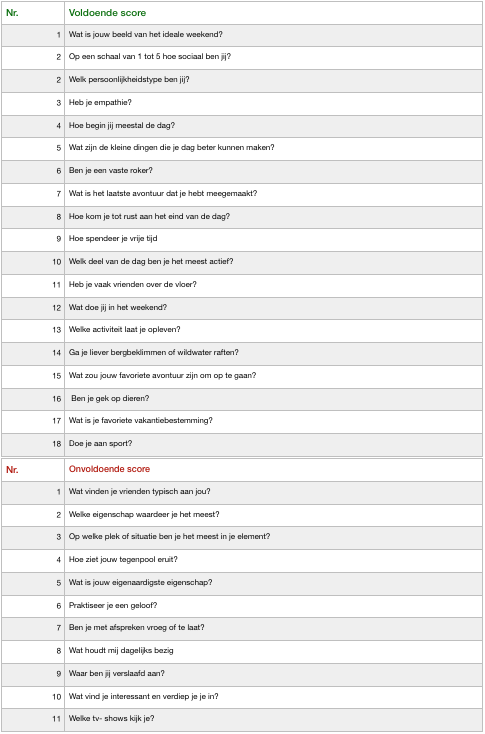 Nr. Voldoende score
1 Wat is jouw beeld van het ideale weekend?
2 Op een schaal van 1 tot 5 hoe sociaal ben jij?
2 Welk persoonlijkheidstype ben jij?
3 Heb je empathie?
4 Hoe begin jij meestal de dag?
5 Wat zijn de kleine dingen die je dag beter kunnen maken?
6 Ben je een vaste roker?
7 Wat is het laatste avontuur dat je hebt meegemaakt?
8 Hoe kom je tot rust aan het eind van de dag?
9 Hoe spendeer je vrije tijd
10 Welk deel van de dag ben je het meest actief?
11 Heb je vaak vrienden over de vloer?
12 Wat doe jij in het weekend?
13 Welke activiteit laat je opleven?
14 Ga je liever bergbeklimmen of wildwater raften?
15 Wat zou jouw favoriete avontuur zijn om op te gaan?
16 Ben je gek op dieren?
17 Wat is je favoriete vakantiebestemming?
18 Doe je aan sport?
Nr. Onvoldoende score
1 Wat vinden je vrienden typisch aan jou?
2 Welke eigenschap waardeer je het meest?
3 Op welke plek of situatie ben je het meest in je element?
4 Hoe ziet jouw tegenpool eruit?
5 Wat is jouw eigenaardigste eigenschap?
6 Praktiseer je een geloof?
7 Ben je met afspreken vroeg of te laat?
8 Wat houdt mij dagelijks bezig
9 Waar ben jij verslaafd aan?
10 Wat vind je interessant en verdiep je je in?
11 Welke tv- shows kijk je?